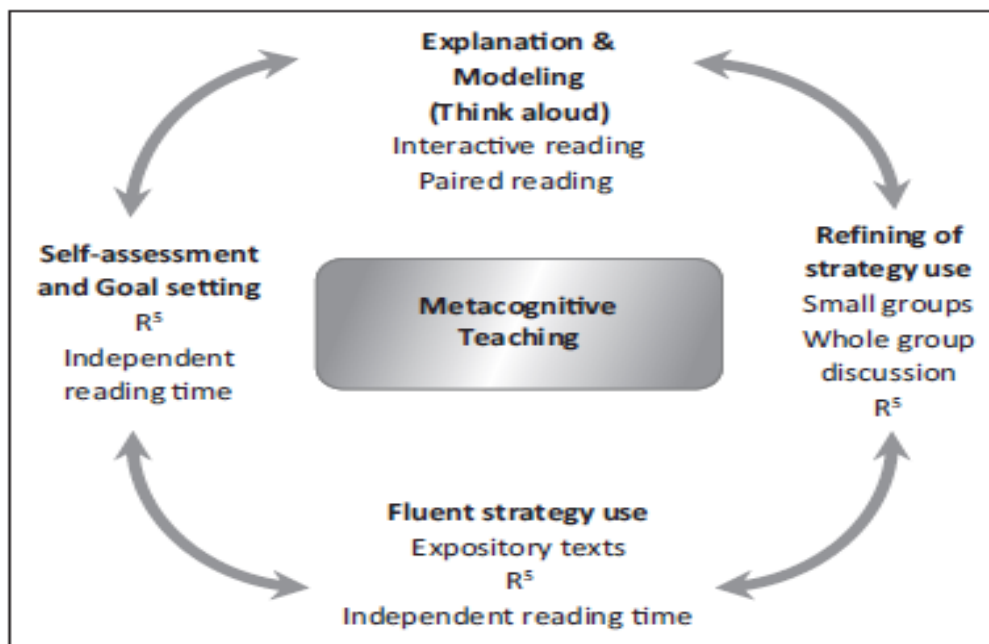 Explanation &
Modeling
(Think aloud)
Interactive reading
Paired reading
Self-assessment
and Goal setting
R⁵
Independent
reading time
Metacognitive
Teaching
Refining of
strategy use
Small groups
Whole group
discussion
R⁵
Fluent strategy use
Expository texts
R⁵
Independent reading time